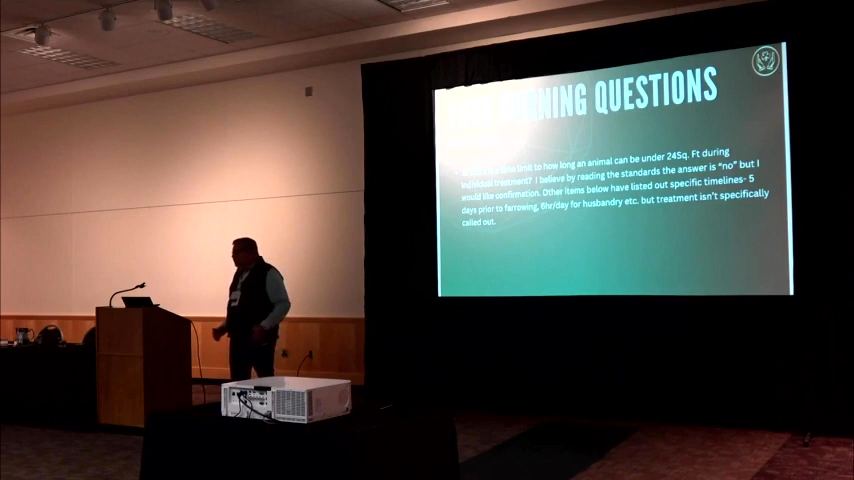 BURNING QUESTIONS
limit to how long an animal can be under 24Sq. Ft during
individual treatment? I believe by reading the standards the answer is "no" but I
would like confirmation. Other items below have listed out specific timelines- 5
days prior to farrowing, 6hr/day for husbandry etc. but treatment isn't specifically
called out.